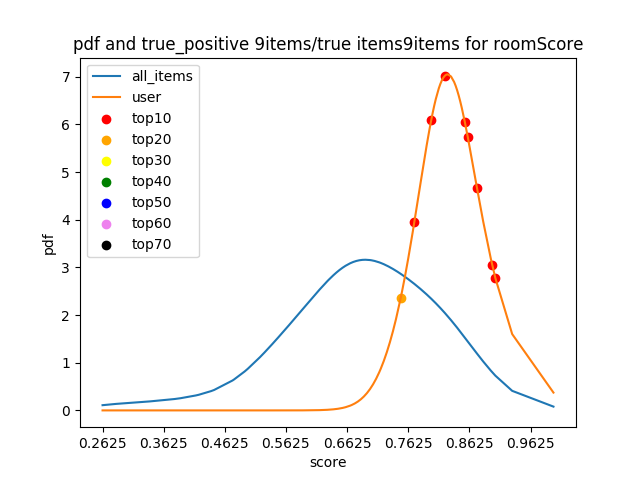 pdf and true_positive 9items/true items9items for roomScore
all_items
user
top10
top20
top30
top40
top50
top60
top70
pdf
7
6
5
4
3
2
1
0
0.2625 0.3625 0.4625 0.5625 0.6625 0.7625 0.8625 0.9625
score